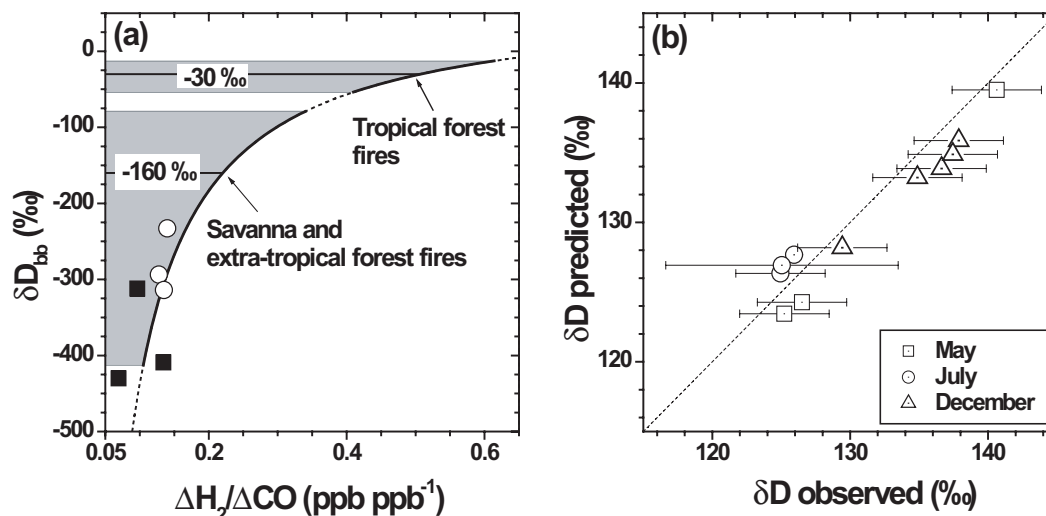 (a)
0
-100
-200
-300
-400
-500
δD_bb (‰)
-30 ‰
Tropical forest
fires
-160 ‰
Savanna and
extra-tropical forest fires
0.05 0.2 0.4 0.6
ΔH₂/ΔCO (ppb ppb⁻¹)
(b)
140
130
120
δD predicted (‰)
May
July
December
120 130 140
δD observed (‰)